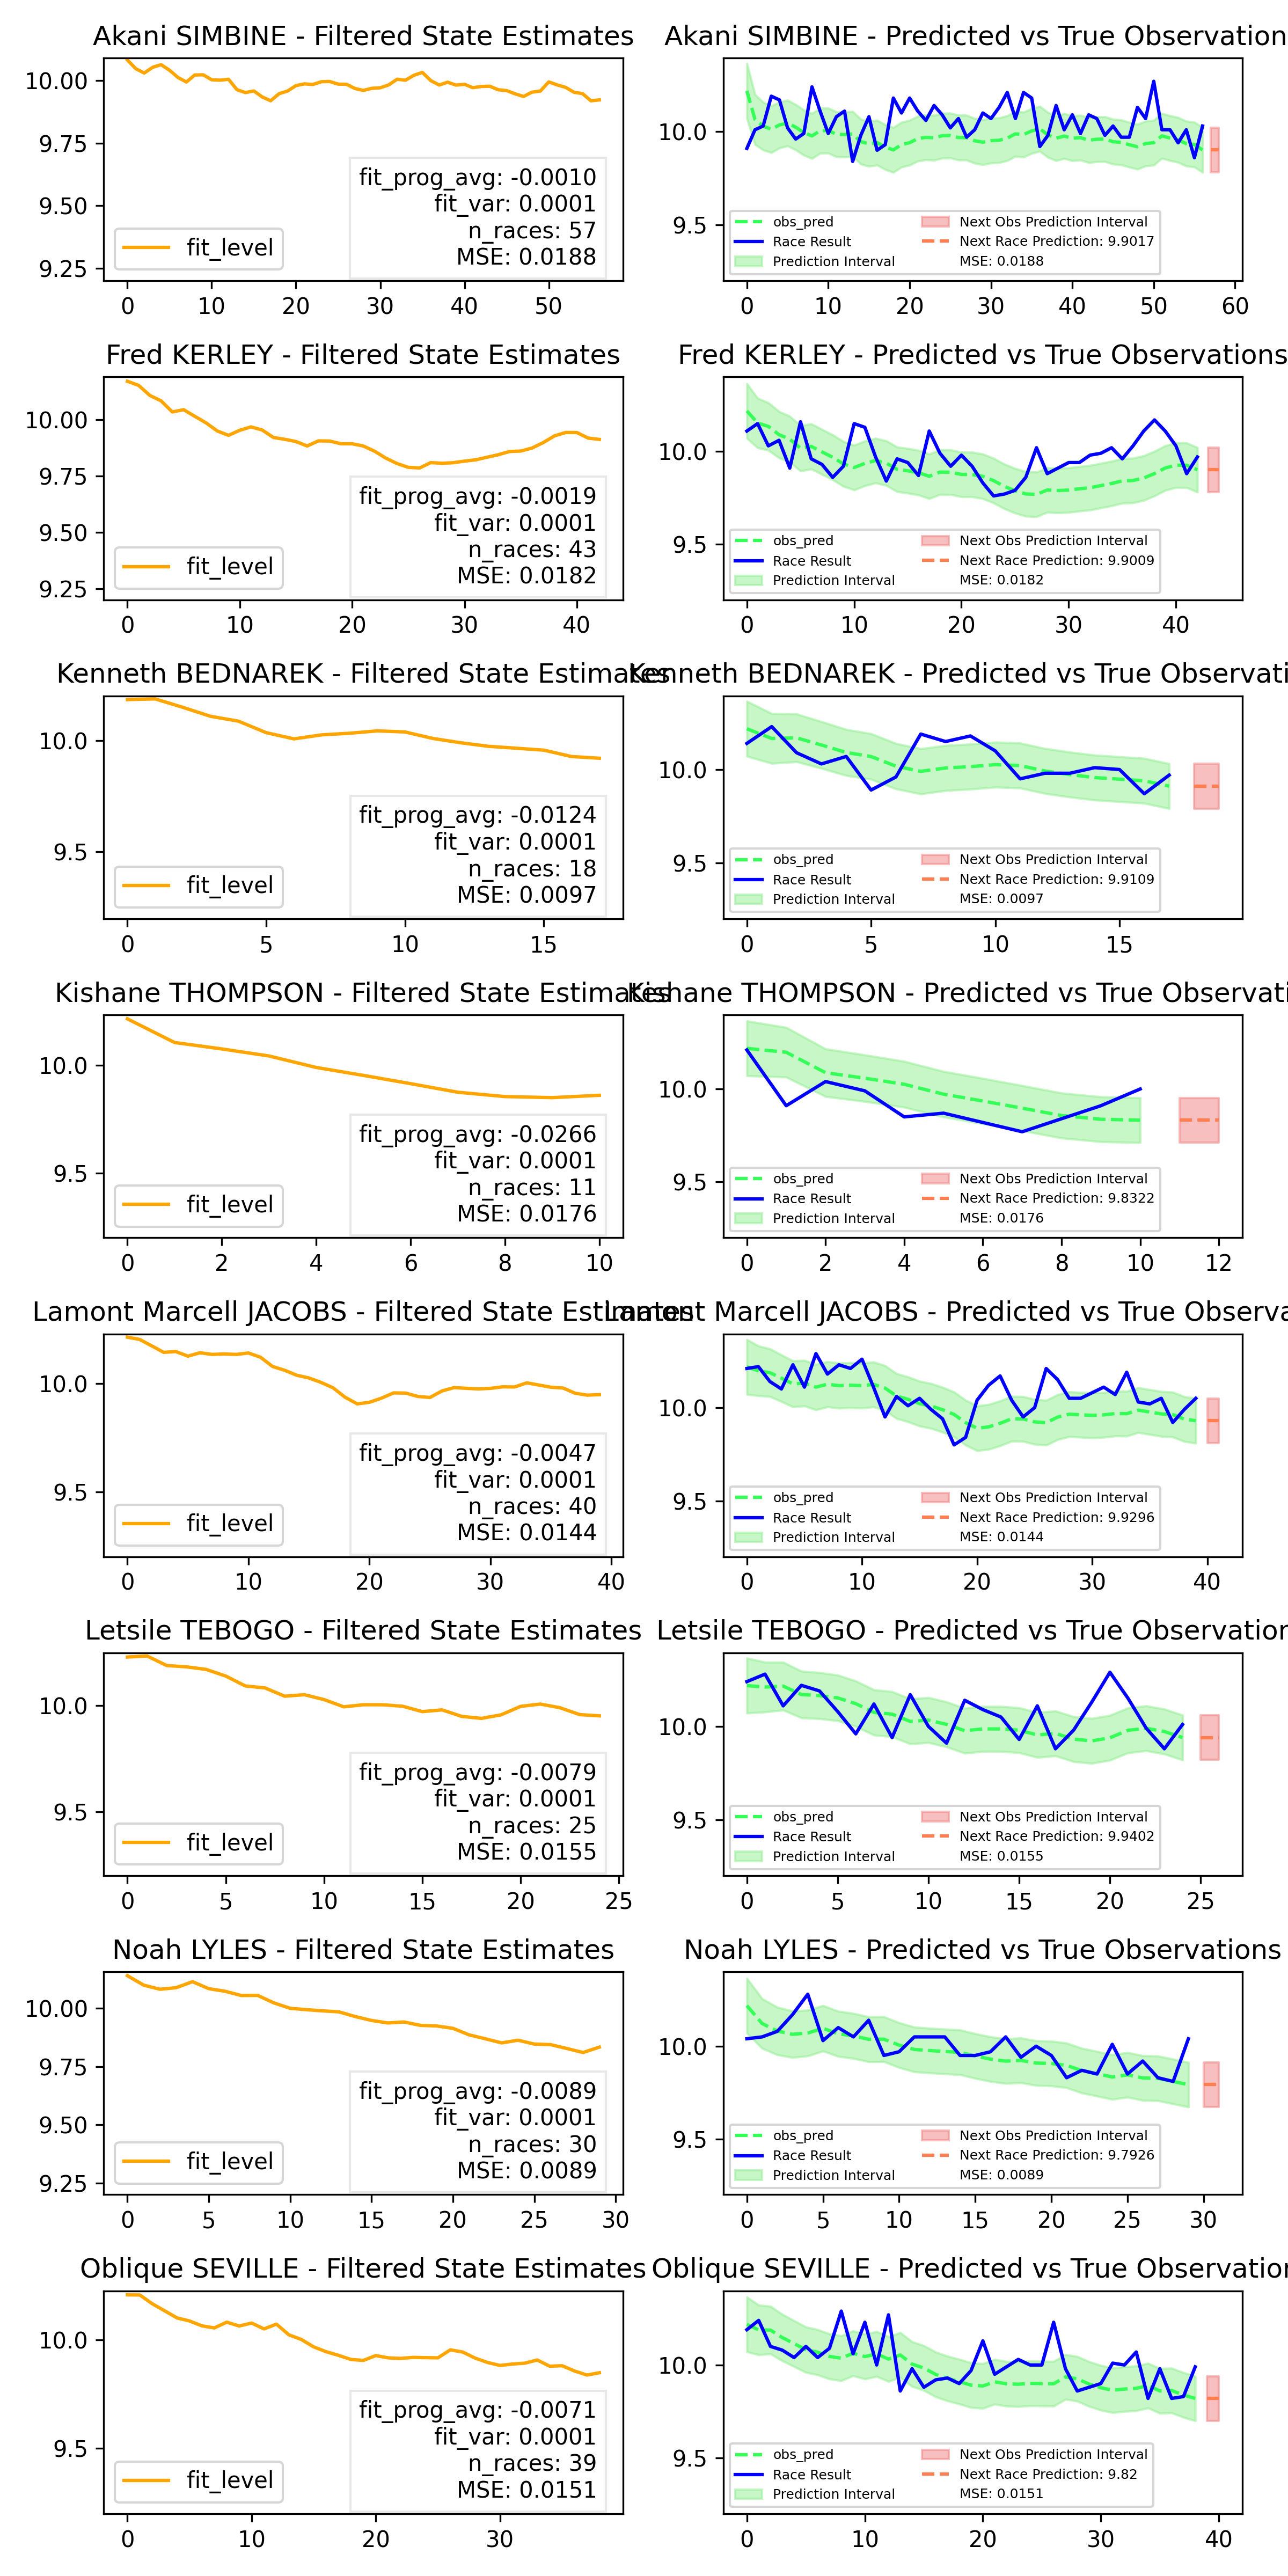 Akani SIMBINE - Filtered State Estimates
10.00
9.75
9.50
9.25
fit_level
fit_prog_avg: -0.0010
fit_var: 0.0001
n_races: 57
MSE: 0.0188
0 10 20 30 40 50
Akani SIMBINE - Predicted vs True Observation
10.0
9.5
obs_pred
Race Result
Prediction Interval
Next Obs Prediction Interval
Next Race Prediction: 9.9017
MSE: 0.0188
0 10 20 30 40 50 60
Fred KERLEY - Filtered State Estimates
10.00
9.75
9.50
9.25
fit_level
fit_prog_avg: -0.0019
fit_var: 0.0001
n_races: 43
MSE: 0.0182
0 10 20 30 40
Fred KERLEY - Predicted vs True Observations
10.0
9.5
obs_pred
Race Result
Prediction Interval
Next Obs Prediction Interval
Next Race Prediction: 9.9009
MSE: 0.0182
0 10 20 30 40
Kenneth BEDNAREK - Filtered State Estimates
10.0
9.5
fit_level
fit_prog_avg: -0.0124
fit_var: 0.0001
n_races: 18
MSE: 0.0097
0 5 10 15
Kenneth BEDNAREK - Predicted vs True Observati
10.0
9.5
obs_pred
Race Result
Prediction Interval
Next Obs Prediction Interval
Next Race Prediction: 9.9109
MSE: 0.0097
0 5 10 15
Kishane THOMPSON - Filtered State Estimates
10.0
9.5
fit_level
fit_prog_avg: -0.0266
fit_var: 0.0001
n_races: 11
MSE: 0.0176
0 2 4 6 8 10
Kishane THOMPSON - Predicted vs True Observati
10.0
9.5
obs_pred
Race Result
Prediction Interval
Next Obs Prediction Interval
Next Race Prediction: 9.8322
MSE: 0.0176
0 2 4 6 8 10 12
Lamont Marcell JACOBS - Filtered State Estimates
10.0
9.5
fit_level
fit_prog_avg: -0.0047
fit_var: 0.0001
n_races: 40
MSE: 0.0144
0 10 20 30 40
Lamont Marcell JACOBS - Predicted vs True Observa
10.0
9.5
obs_pred
Race Result
Prediction Interval
Next Obs Prediction Interval
Next Race Prediction: 9.9296
MSE: 0.0144
0 10 20 30 40
Letsile TEBOGO - Filtered State Estimates
10.0
9.5
fit_level
fit_prog_avg: -0.0079
fit_var: 0.0001
n_races: 25
MSE: 0.0155
0 5 10 15 20 25
Letsile TEBOGO - Predicted vs True Observation
10.0
9.5
obs_pred
Race Result
Prediction Interval
Next Obs Prediction Interval
Next Race Prediction: 9.9402
MSE: 0.0155
0 5 10 15 20 25
Noah LYLES - Filtered State Estimates
10.00
9.75
9.50
9.25
fit_level
fit_prog_avg: -0.0089
fit_var: 0.0001
n_races: 30
MSE: 0.0089
0 5 10 15 20 25 30
Noah LYLES - Predicted vs True Observations
10.0
9.5
obs_pred
Race Result
Prediction Interval
Next Obs Prediction Interval
Next Race Prediction: 9.7926
MSE: 0.0089
0 5 10 15 20 25 30
Oblique SEVILLE - Filtered State Estimates
10.0
9.5
fit_level
fit_prog_avg: -0.0071
fit_var: 0.0001
n_races: 39
MSE: 0.0151
0 10 20 30
Oblique SEVILLE - Predicted vs True Observation
10.0
9.5
obs_pred
Race Result
Prediction Interval
Next Obs Prediction Interval
Next Race Prediction: 9.82
MSE: 0.0151
0 10 20 30 40